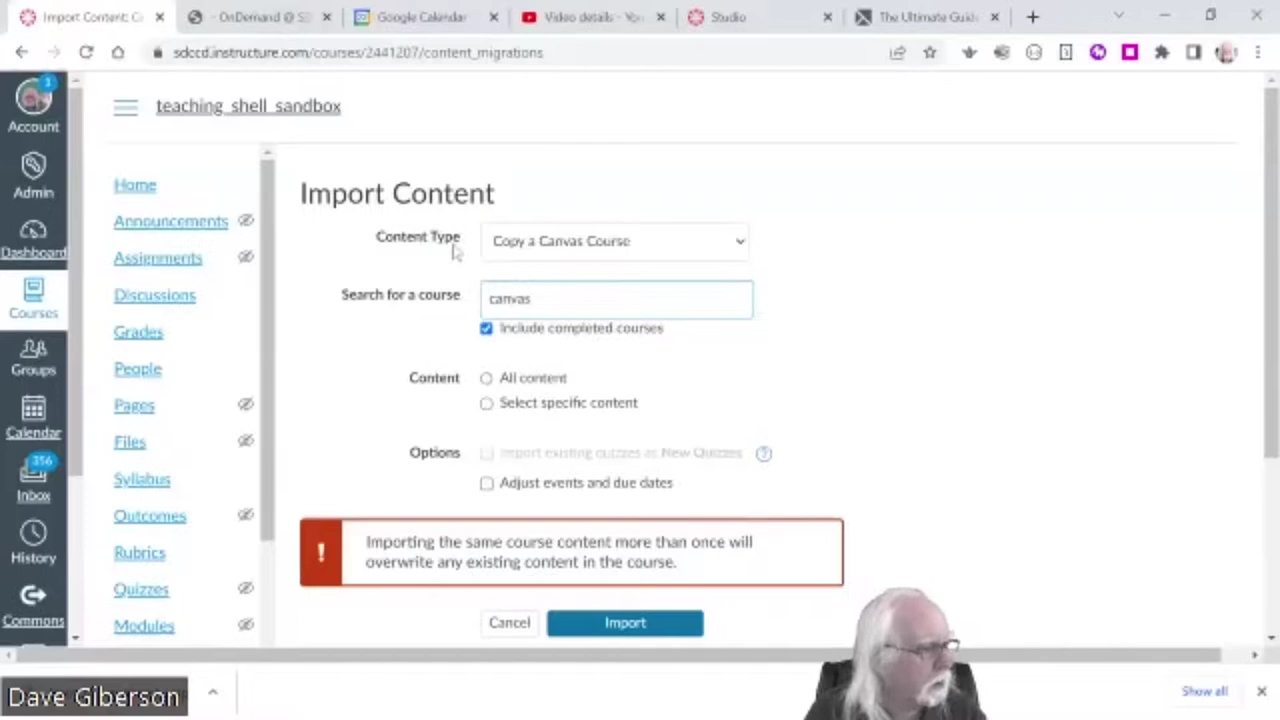 Import Content: C
- OnDemand @ SD
Google Calendar
Video details - You
Studio
The Ultimate Guid
sdccd.instructure.com/courses/2441207/content_migrations
1
Account
Admin
Dashboard
Courses
Groups
Calendar
356
Inbox
History
Commons
teaching_shell_sandbox
Home
Announcements
Assignments
Discussions
Grades
People
Pages
Files
Syllabus
Outcomes
Rubrics
Quizzes
Modules
Import Content
Content Type
Copy a Canvas Course
Search for a course
canvas
Include completed courses
Content
All content
Select specific content
Options
Import existing quizzes as New Quizzes
?
Adjust events and due dates
!
Importing the same course content more than once will
overwrite any existing content in the course.
Cancel
Import
Dave Giberson
Show all